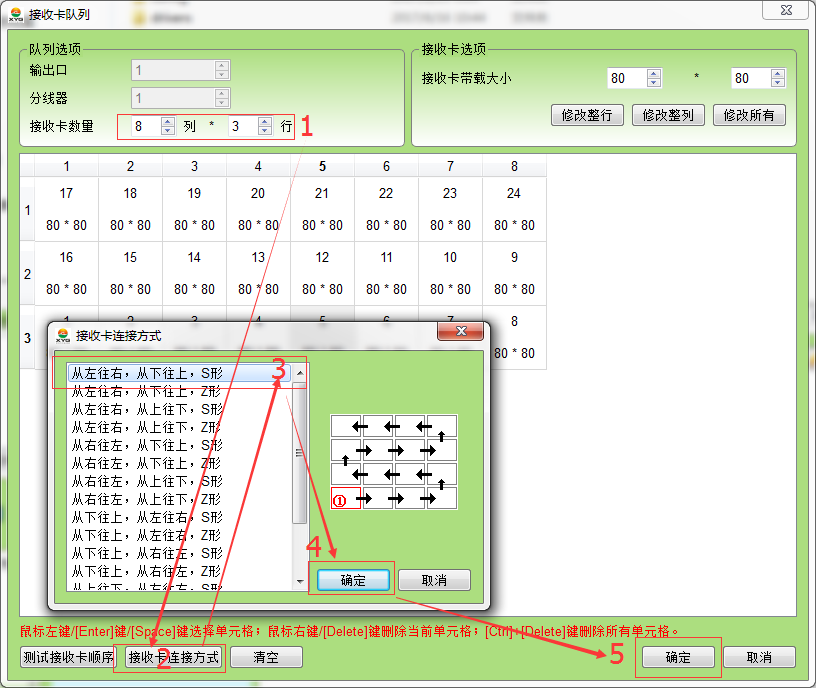 XYG 接收卡队列
队列选项
输出口 1
分线器 1
接收卡数量 8 列 * 3 行 1
接收卡选项
接收卡带载大小 80 * 80
修改整行 修改整列 修改所有
1 2 3 4 5 6 7 8
17 18 19 20 21 22 23 24
1
80 * 80 80 * 80 80 * 80 80 * 80 80 * 80 80 * 80 80 * 80 80 * 80
16 15 14 13 12 11 10 9
2
80 * 80 80 * 80 80 * 80 80 * 80 80 * 80 80 * 80 80 * 80 80 * 80
8
3
80 * 80
XYG 接收卡连接方式
从左往右，从下往上，S形 3
从左往右，从下往上，Z形
从左往右，从上往下，S形
从左往右，从上往下，Z形
从右往左，从下往上，S形
从右往左，从下往上，Z形
从右往左，从上往下，S形
从右往左，从上往下，Z形
从下往上，从左往右，S形
从下往上，从左往右，Z形
从下往上，从右往左，S形
从下往上，从右往左，Z形
从上往下，从左往右，S形
①
4
确定 取消
鼠标左键/[Enter]键/[Space]键选择单元格；鼠标右键/[Delete]键删除当前单元格；[Ctrl]+[Delete]键删除所有单元格。
测试接收卡顺序 接收卡连接方式 2 清空 5 确定 取消